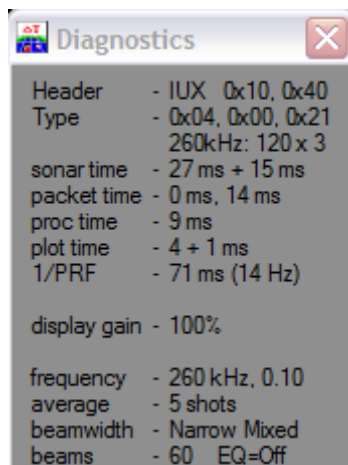 ΔT
Diagnostics
Header - IUX 0x10, 0x40
Type - 0x04, 0x00, 0x21
260kHz: 120 x 3
sonar time - 27 ms + 15 ms
packet time - 0 ms, 14 ms
proc time - 9 ms
plot time - 4 + 1 ms
1/PRF - 71 ms (14 Hz)
display gain - 100%
frequency - 260 kHz, 0.10
average - 5 shots
beamwidth - Narrow Mixed
beams - 60 EQ=Off